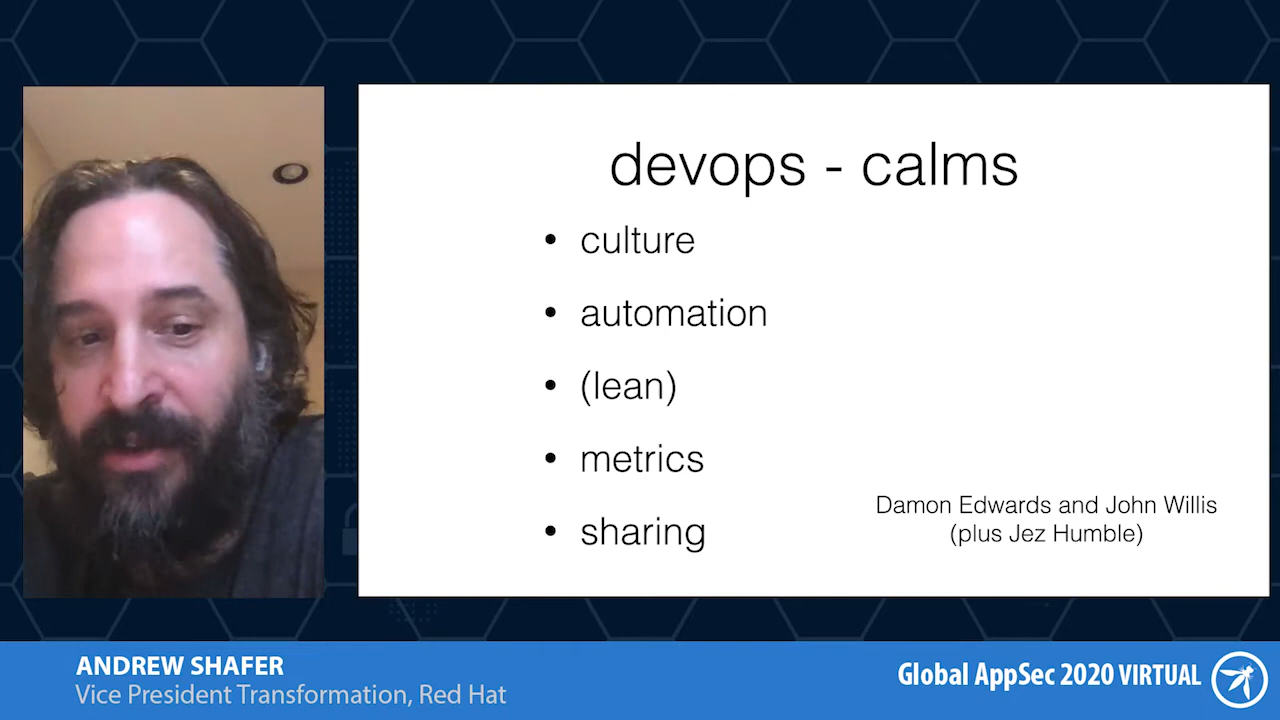 devops - calms
• culture
• automation
• (lean)
• metrics
• sharing
Damon Edwards and John Willis
(plus Jez Humble)
ANDREW SHAFER
Vice President Transformation, Red Hat
Global AppSec 2020 VIRTUAL